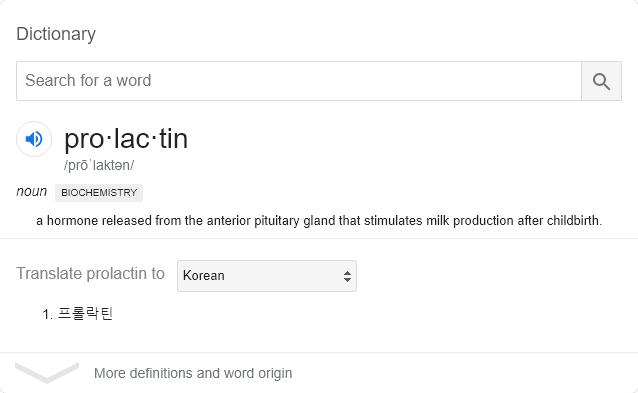 Dictionary
Search for a word
pro·lac·tin
/prōˈlaktən/
noun BIOCHEMISTRY
a hormone released from the anterior pituitary gland that stimulates milk production after childbirth.
Translate prolactin to Korean
1. 프롤락틴
More definitions and word origin